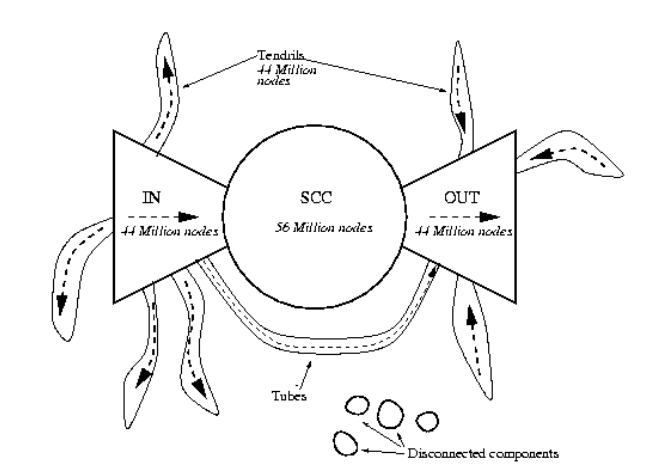 Tendrils
44 Million
nodes
IN
44 Million nodes
SCC
56 Million nodes
OUT
44 Million nodes
Tubes
Disconnected components